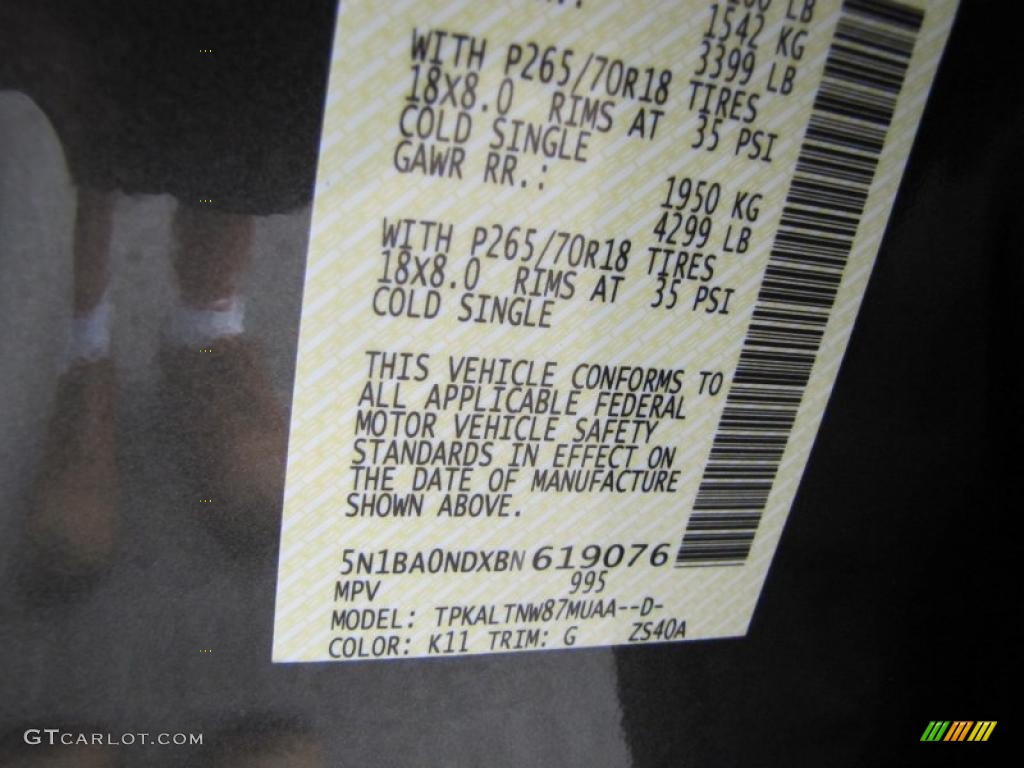 LB
1542 KG
3399 LB
WITH P265/70R18 TIRES
18X8.0 RIMS AT 35 PSI
COLD SINGLE
GAWR RR.:
1950 KG
4299 LB
WITH P265/70R18 TIRES
18X8.0 RIMS AT 35 PSI
COLD SINGLE
THIS VEHICLE CONFORMS TO
ALL APPLICABLE FEDERAL
MOTOR VEHICLE SAFETY
STANDARDS IN EFFECT ON
THE DATE OF MANUFACTURE
SHOWN ABOVE.
5N1BA0NDXBN619076
MPV 995
MODEL: TPKALTNW87MUAA--D-
COLOR: K11 TRIM: G ZS40A
GTCARLOT.COM